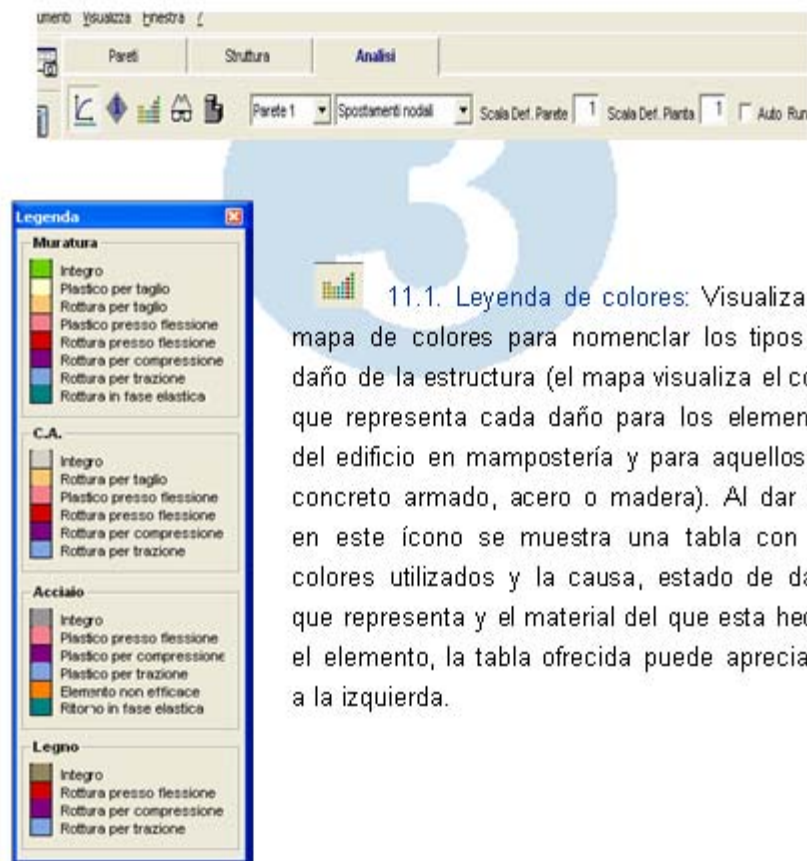 Visualizza Finestra ?
Pareti Struttura Analisi
Parete 1 Spostamenti nodali Scala Def. Parete 1 Scala Def. Pianta 1 Auto Run
3
Legenda
Muratura
Integro
Plastico per taglio
Rottura per taglio
Plastico presso flessione
Rottura presso flessione
Rottura per compressione
Rottura per trazione
Rottura in fase elastica
C.A.
Integro
Rottura per taglio
Plastico presso flessione
Rottura presso flessione
Rottura per compressione
Rottura per trazione
Acciaio
Integro
Plastico presso flessione
Plastico per compressione
Plastico per trazione
Elemento non efficace
Ritorno in fase elastica
Legno
Integro
Rottura presso flessione
Rottura per compressione
Rottura per trazione
11.1. Leyenda de colores: Visualiza
mapa de colores para nomenclar los tipos
daño de la estructura (el mapa visualiza el co
que representa cada daño para los elemen
del edificio en mampostería y para aquellos
concreto armado, acero o madera). Al dar
en este ícono se muestra una tabla con
colores utilizados y la causa, estado de da
que representa y el material del que esta hec
el elemento, la tabla ofrecida puede aprecia
a la izquierda.